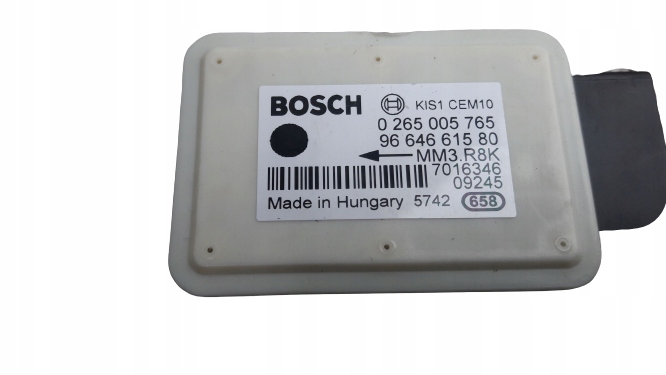 BOSCH KIS1 CEM10
0 265 005 765
96 646 615 80
MM3.R8K
7016346
09245
Made in Hungary 5742 658